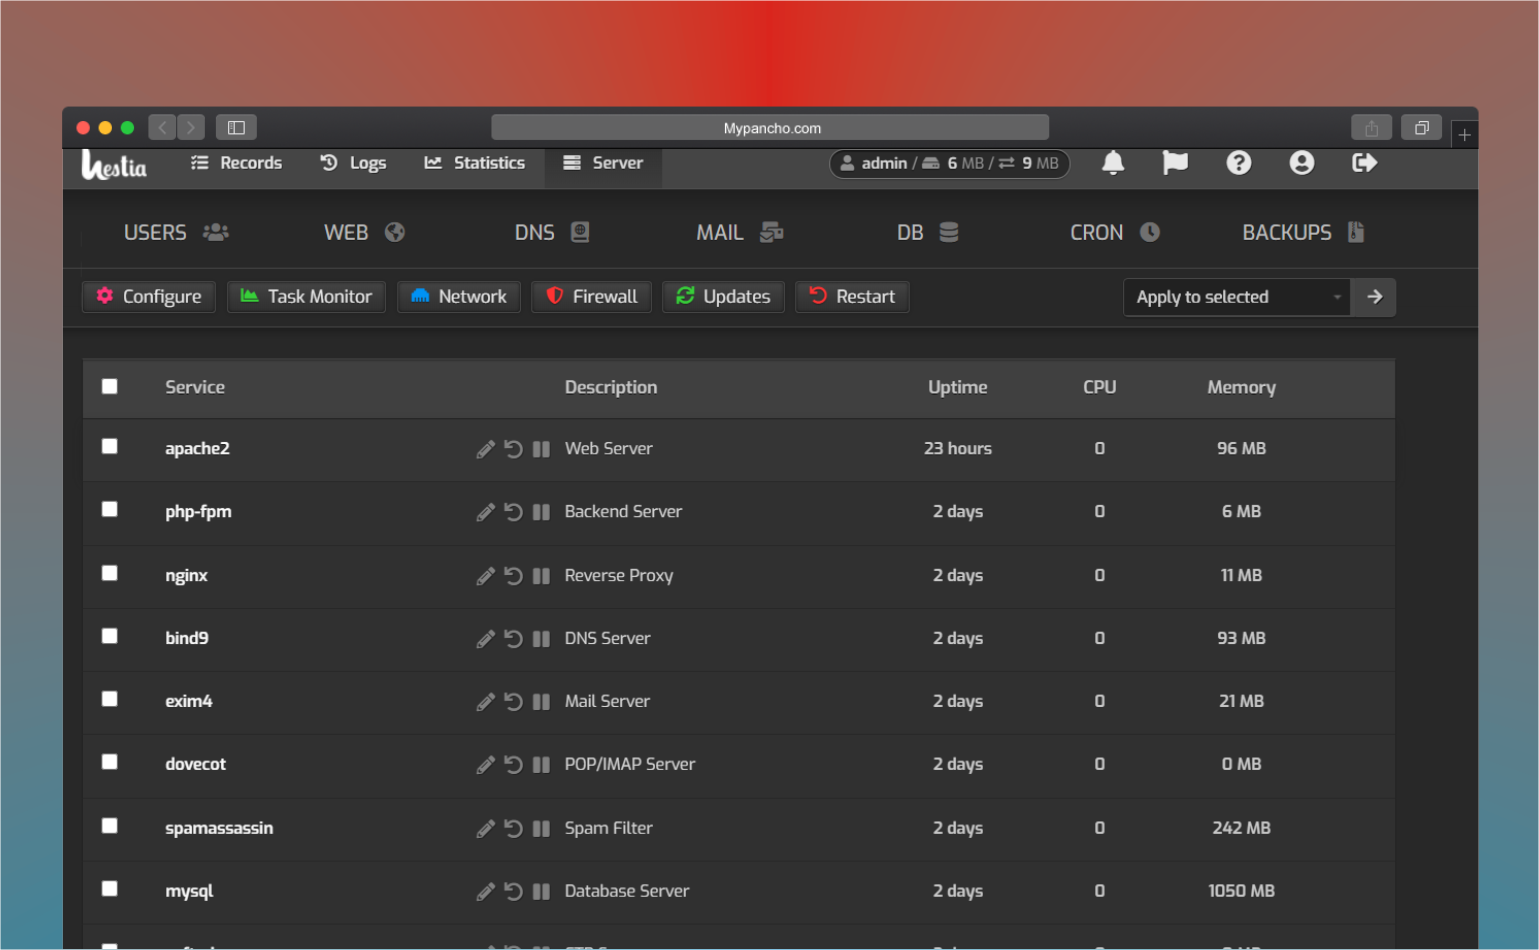 Mypancho.com
Hestia Records Logs Statistics Server admin / 6 MB / 9 MB
USERS WEB DNS MAIL DB CRON BACKUPS
Configure Task Monitor Network Firewall Updates Restart Apply to selected
Service Description Uptime CPU Memory
apache2 Web Server 23 hours 0 96 MB
php-fpm Backend Server 2 days 0 6 MB
nginx Reverse Proxy 2 days 0 11 MB
bind9 DNS Server 2 days 0 93 MB
exim4 Mail Server 2 days 0 21 MB
dovecot POP/IMAP Server 2 days 0 0 MB
spamassassin Spam Filter 2 days 0 242 MB
mysql Database Server 2 days 0 1050 MB